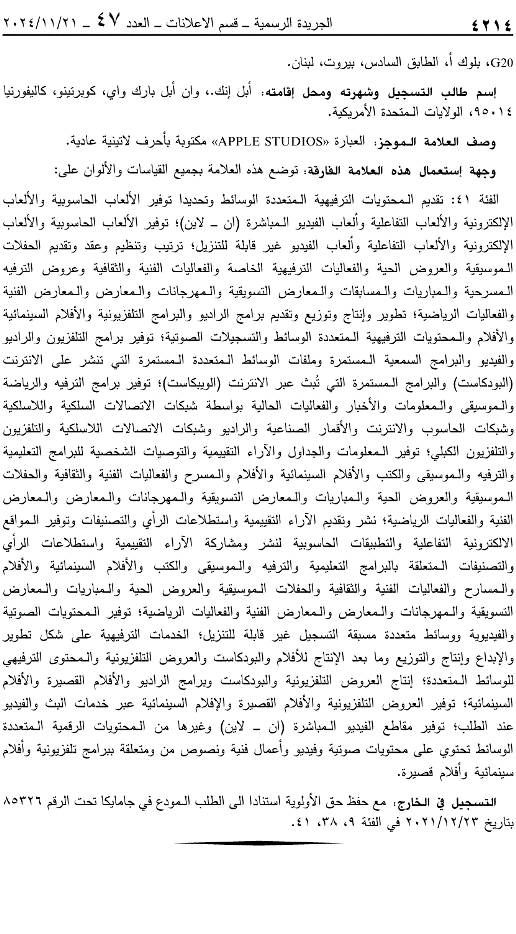 ٤٢١٤ الجريدة الرسمية ــ قسم الاعلانات ــ العدد ٤٧ ــ ٢٠٢٤/١١/٢١
G20، بلوك أ، الطابق السادس، بيروت، لبنان.
إسم طالب التسجيل وشهرته ومحل إقامته: أبل إنك.، وان أبل بارك واي، كوبرتينو، كاليفورنيا
٩٥٠١٤، الولايات المتحدة الأمريكية.
وصف العلامة الموجز: العبارة «APPLE STUDIOS» مكتوبة بأحرف لاتينية عادية.
وجهة إستعمال هذه العلامة الفارقة: توضع هذه العلامة بجميع القياسات والألوان على:
الفئة ٤١: تقديم المحتويات الترفيهية المتعددة الوسائط وتحديدا توفير الألعاب الحاسوبية والألعاب
الإلكترونية والألعاب التفاعلية وألعاب الفيديو المباشرة (ان ــ لاين)؛ توفير الألعاب الحاسوبية والألعاب
الإلكترونية والألعاب التفاعلية وألعاب الفيديو غير قابلة للتنزيل؛ ترتيب وتنظيم وعقد وتقديم الحفلات
الموسيقية والعروض الحية والفعاليات الترفيهية الخاصة والفعاليات الفنية والثقافية وعروض الترفيه
المسرحية والمباريات والمسابقات والمعارض التسويقية والمهرجانات والمعارض والمعارض الفنية
والفعاليات الرياضية؛ تطوير وإنتاج وتوزيع وتقديم برامج الراديو والبرامج التلفزيونية والأفلام السينمائية
والأفلام والمحتويات الترفيهية المتعددة الوسائط والتسجيلات الصوتية؛ توفير برامج التلفزيون والراديو
والفيديو والبرامج السمعية المستمرة وملفات الوسائط المتعددة المستمرة التي تنشر على الانترنت
(البودكاست) والبرامج المستمرة التي تُبث عبر الانترنت (الويبكاست)؛ توفير برامج الترفيه والرياضة
والموسيقى والمعلومات والأخبار والفعاليات الحالية بواسطة شبكات الاتصالات السلكية واللاسلكية
وشبكات الحاسوب والانترنت والأقمار الصناعية والراديو وشبكات الاتصالات اللاسلكية والتلفزيون
والتلفزيون الكبلي؛ توفير المعلومات والجداول والآراء التقييمية والتوصيات الشخصية للبرامج التعليمية
والترفيه والموسيقى والكتب والأفلام السينمائية والأفلام والمسرح والفعاليات الفنية والثقافية والحفلات
الموسيقية والعروض الحية والمباريات والمعارض التسويقية والمهرجانات والمعارض والمعارض
الفنية والفعاليات الرياضية؛ نشر وتقديم الآراء التقييمية واستطلاعات الرأي والتصنيفات وتوفير المواقع
الالكترونية التفاعلية والتطبيقات الحاسوبية لنشر ومشاركة الآراء التقييمية واستطلاعات الرأي
والتصنيفات المتعلقة بالبرامج التعليمية والترفيه والموسيقى والكتب والأفلام السينمائية والأفلام
والمسارح والفعاليات الفنية والثقافية والحفلات الموسيقية والعروض الحية والمباريات والمعارض
التسويقية والمهرجانات والمعارض والمعارض الفنية والفعاليات الرياضية؛ توفير المحتويات الصوتية
والفيديوية ووسائط متعددة مسبقة التسجيل غير قابلة للتنزيل؛ الخدمات الترفيهية على شكل تطوير
والإبداع وإنتاج والتوزيع وما بعد الإنتاج للأفلام والبودكاست والعروض التلفزيونية والمحتوى الترفيهي
للوسائط المتعددة؛ إنتاج العروض التلفزيونية والبودكاست وبرامج الراديو والأفلام القصيرة والأفلام
السينمائية؛ توفير العروض التلفزيونية والأفلام القصيرة والإفلام السينمائية عبر خدمات البث والفيديو
عند الطلب؛ توفير مقاطع الفيديو المباشرة (ان ــ لاين) وغيرها من المحتويات الرقمية المتعددة
الوسائط تحتوي على محتويات صوتية وفيديو وأعمال فنية ونصوص من ومتعلقة ببرامج تلفزيونية وأفلام
سينمائية وأفلام قصيرة.
التسجيل في الخارج: مع حفظ حق الأولوية استنادا الى الطلب المودع في جامايكا تحت الرقم ٨٥٣٢٦
بتاريخ ٢٠٢١/١٢/٢٣ في الفئة ٩، ٣٨، ٤١.